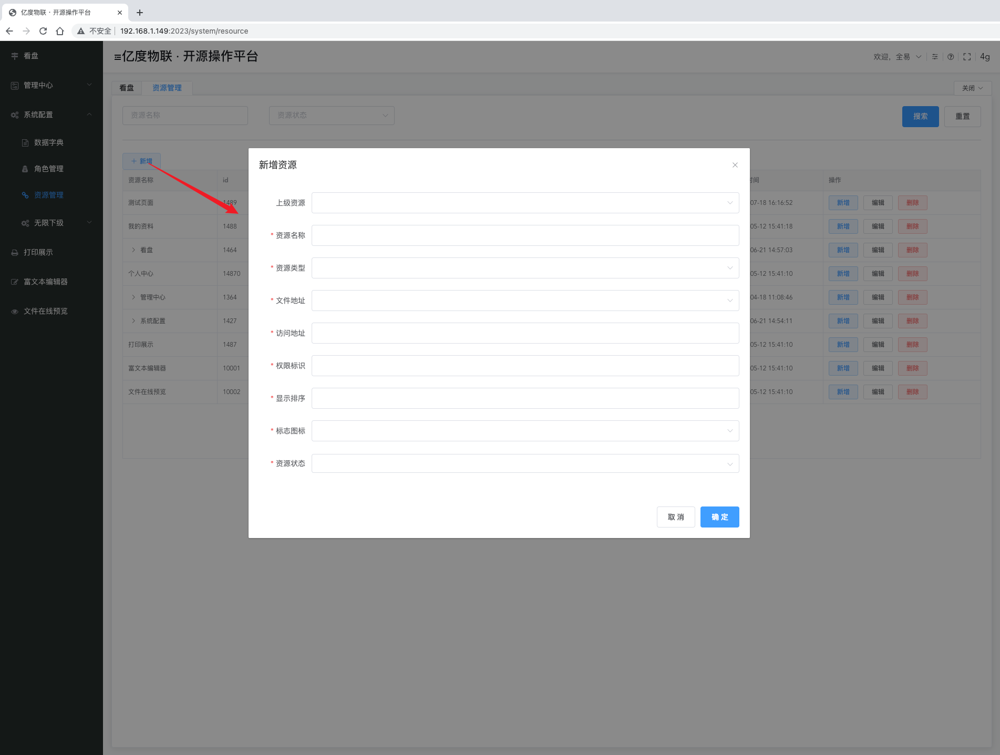 亿度物联 · 开源操作平台
不安全 192.168.1.149:2023/system/resource
看盘
管理中心
系统配置
数据字典
角色管理
资源管理
无限下级
打印展示
富文本编辑器
文件在线预览
亿度物联 · 开源操作平台
欢迎, 全易
4g
看盘 资源管理 关闭
资源名称 资源状态 搜索 重置
+ 新增
资源名称 id 时间 操作
测试页面 1489 07-18 16:16:52 新增 编辑 删除
我的资料 1488 05-12 15:41:18 新增 编辑 删除
看盘 1464 06-21 14:57:03 新增 编辑 删除
个人中心 14870 05-12 15:41:10 新增 编辑 删除
管理中心 1364 04-18 11:08:46 新增 编辑 删除
系统配置 1427 06-21 14:54:11 新增 编辑 删除
打印展示 1487 05-12 15:41:10 新增 编辑 删除
富文本编辑器 10001 05-12 15:41:10 新增 编辑 删除
文件在线预览 10002 05-12 15:41:10 新增 编辑 删除
新增资源
上级资源
* 资源名称
* 资源类型
* 文件地址
* 访问地址
* 权限标识
* 显示排序
* 标志图标
* 资源状态
取 消 确 定